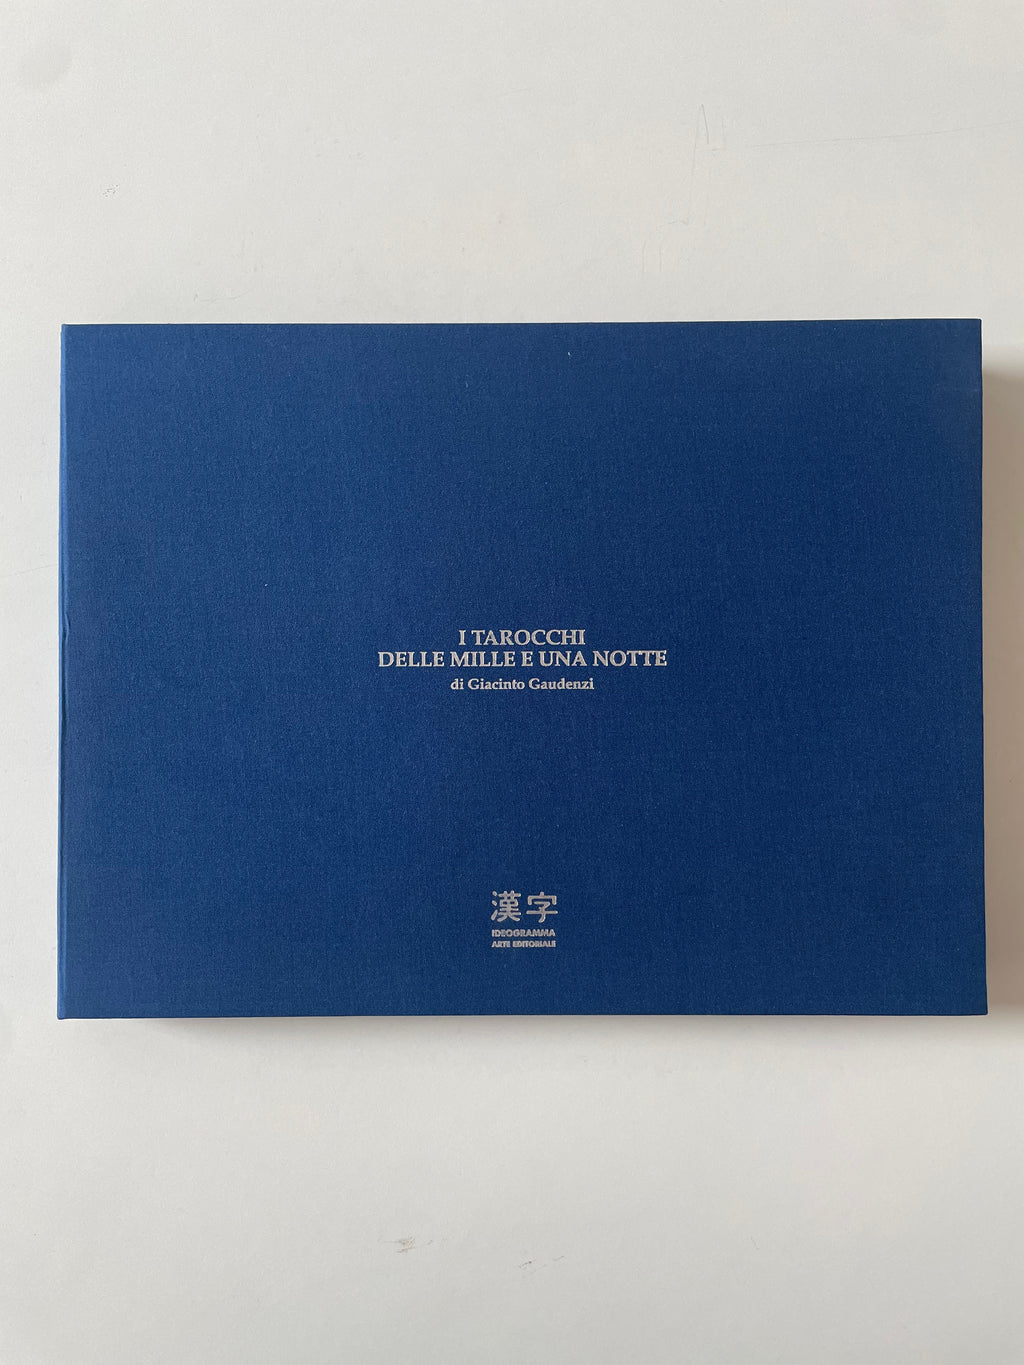 I TAROCCHI
DELLE MILLE E UNA NOTTE
di Giacinto Gaudenzi
漢字
IDEOGRAMMA
ARTE EDITORIALE